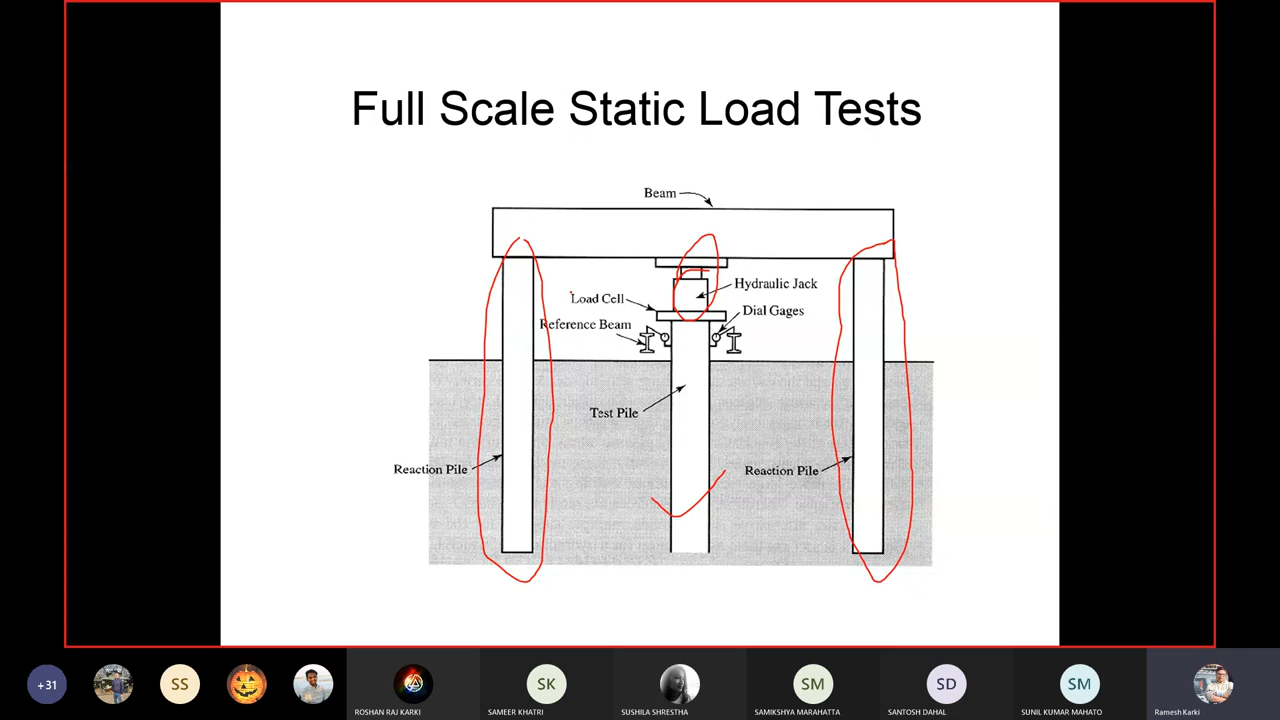 Full Scale Static Load Tests
Beam
Hydraulic Jack
Load Cell
Dial Gages
Reference Beam
Test Pile
Reaction Pile
Reaction Pile
+31
SS
SK
SM
SD
SM
ROSHAN RAJ KARKI
SAMEER KHATRI
SUSHILA SHRESTHA
SAMIKSHYA MARAHATTA
SANTOSH DAHAL
SUNIL KUMAR MAHATO
Ramesh Karki